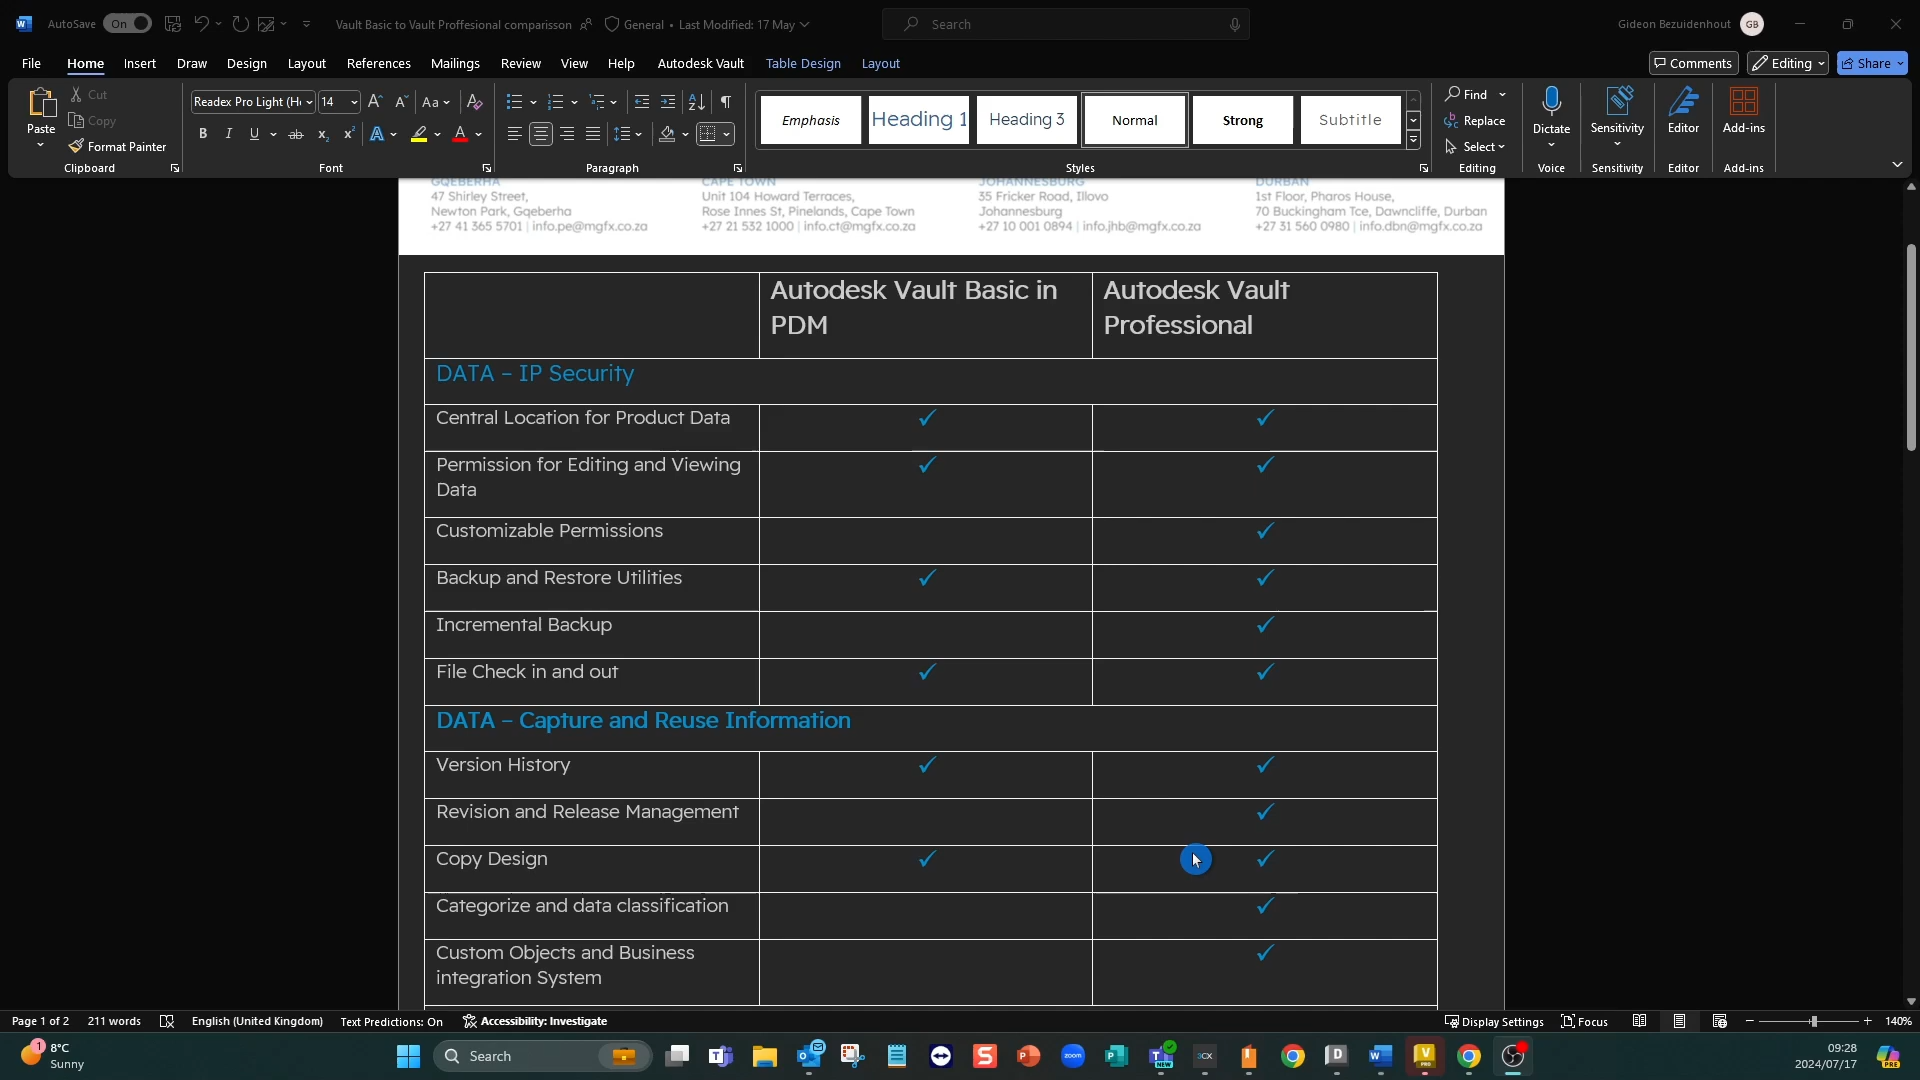 AutoSave On
Vault Basic to Vault Proffesional comparisson
General • Last Modified: 17 May
Search
Gideon Bezuidenhout GB
File Home Insert Draw Design Layout References Mailings Review View Help Autodesk Vault Table Design Layout
Comments Editing Share
Paste
Cut
Copy
Format Painter
Clipboard
Readex Pro Light (H
14
Font
Paragraph
Emphasis
Heading 1
Heading 3
Normal
Strong
Subtitle
Styles
Find
Replace
Select
Editing
Dictate
Voice
Sensitivity
Sensitivity
Editor
Editor
Add-ins
Add-ins
GQEBERHA
47 Shirley Street,
Newton Park, Gqeberha
+27 41 365 5701 | info.pe@mgfx.co.za
CAPE TOWN
Unit 104 Howard Terraces,
Rose Innes St, Pinelands, Cape Town
+27 21 532 1000 | info.ct@mgfx.co.za
JOHANNESBURG
35 Fricker Road, Illovo
Johannesburg
+27 10 001 0894 | info.jhb@mgfx.co.za
DURBAN
1st Floor, Pharos House,
70 Buckingham Tce, Dawncliffe, Durban
+27 31 560 0980 | info.dbn@mgfx.co.za
Autodesk Vault Basic in
PDM
Autodesk Vault
Professional
DATA – IP Security
Central Location for Product Data ✓ ✓
Permission for Editing and Viewing ✓ ✓
Data
Customizable Permissions ✓
Backup and Restore Utilities ✓ ✓
Incremental Backup ✓
File Check in and out ✓ ✓
DATA – Capture and Reuse Information
Version History ✓ ✓
Revision and Release Management ✓
Copy Design ✓ ✓
Categorize and data classification ✓
Custom Objects and Business ✓
integration System
Page 1 of 2 211 words English (United Kingdom) Text Predictions: On Accessibility: Investigate
Display Settings Focus 140%
1
8°C
Sunny
Search
09:28
2024/07/17